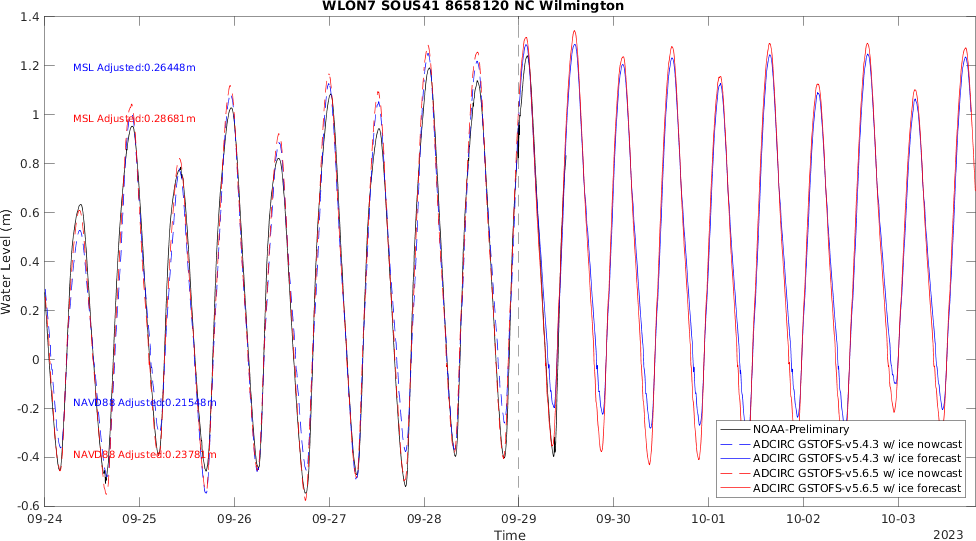 WLON7 SOUS41 8658120 NC Wilmington
1.4
1.2
1
0.8
0.6
0.4
0.2
0
-0.2
-0.4
-0.6
Water Level (m)
MSL Adjusted:0.26448m
MSL Adjusted:0.28681m
NAVD88 Adjusted:0.21548m
NAVD88 Adjusted:0.23781m
NOAA-Preliminary
ADCIRC GSTOFS-v5.4.3 w/ ice nowcast
ADCIRC GSTOFS-v5.4.3 w/ ice forecast
ADCIRC GSTOFS-v5.6.5 w/ ice nowcast
ADCIRC GSTOFS-v5.6.5 w/ ice forecast
09-24 09-25 09-26 09-27 09-28 09-29 09-30 10-01 10-02 10-03
Time
2023